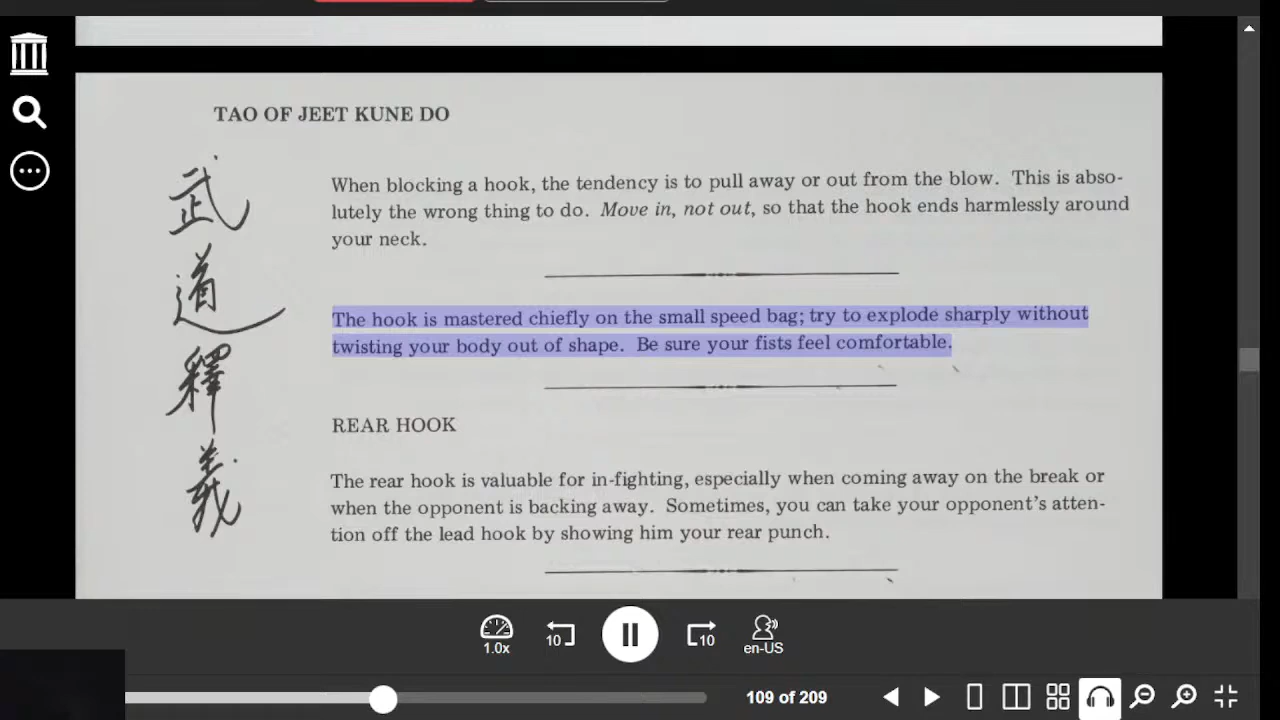 TAO OF JEET KUNE DO
武道釋義
When blocking a hook, the tendency is to pull away or out from the blow. This is abso-
lutely the wrong thing to do. Move in, not out, so that the hook ends harmlessly around
your neck.
The hook is mastered chiefly on the small speed bag; try to explode sharply without
twisting your body out of shape. Be sure your fists feel comfortable.
REAR HOOK
The rear hook is valuable for in-fighting, especially when coming away on the break or
when the opponent is backing away. Sometimes, you can take your opponent's atten-
tion off the lead hook by showing him your rear punch.
1.0x
10
10
en-US
109 of 209